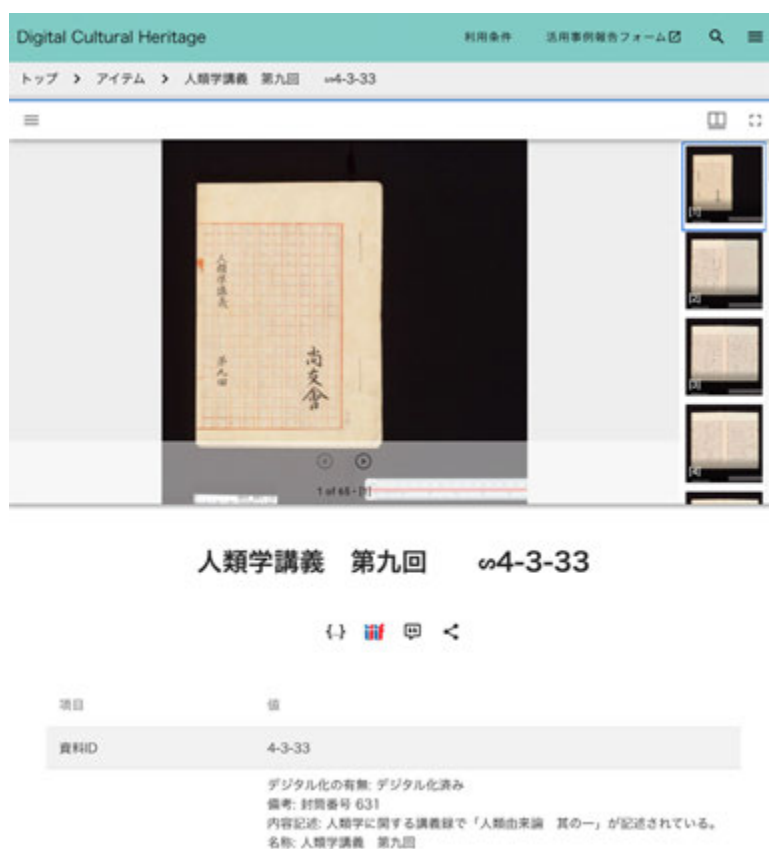 Digital Cultural Heritage
利用条件
活用事例報告フォーム
トップ > アイテム > 人類学講義 第九回 ∽4-3-33
[1]
[2]
[3]
[4]
人類学講義 第九回
尚友會
1 of 65 • [1]
人類学講義 第九回 ∽4-3-33
{..} iiif
項目 値
資料ID 4-3-33
デジタル化の有無: デジタル化済み
備考: 封筒番号 631
内容記述: 人類学に関する講義録で「人類由来論 其の一」が記述されている。
名称: 人類学講義 第九回